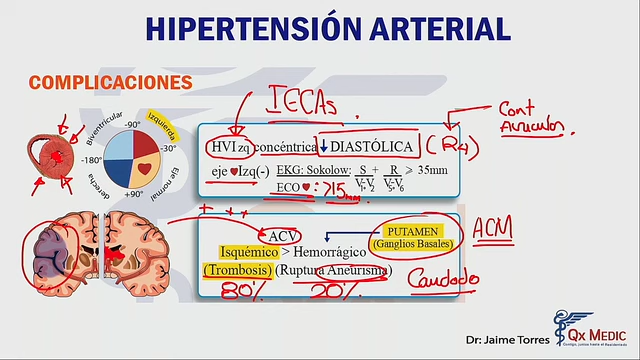 HIPERTENSIÓN ARTERIAL
COMPLICACIONES
IECAs
Cont
Auricular.
Biventricular
-90°
Izquierda
-180°
-30°
derecha
+90°
Eje normal
HVI zq concéntrica ↓ DIASTÓLICA (R4)
eje Izq(-) EKG: Sokolow: S + R ≥ 35mm
V1-V2 V5-V6
ECO : >15mm
+ ++
ACV
PUTAMEN
(Ganglios Basales)
ACM
Isquémico > Hemorrágico
(Trombosis) (Ruptura Aneurisma)
Caudado
80% 20%
Dr: Jaime Torres
QX MEDIC